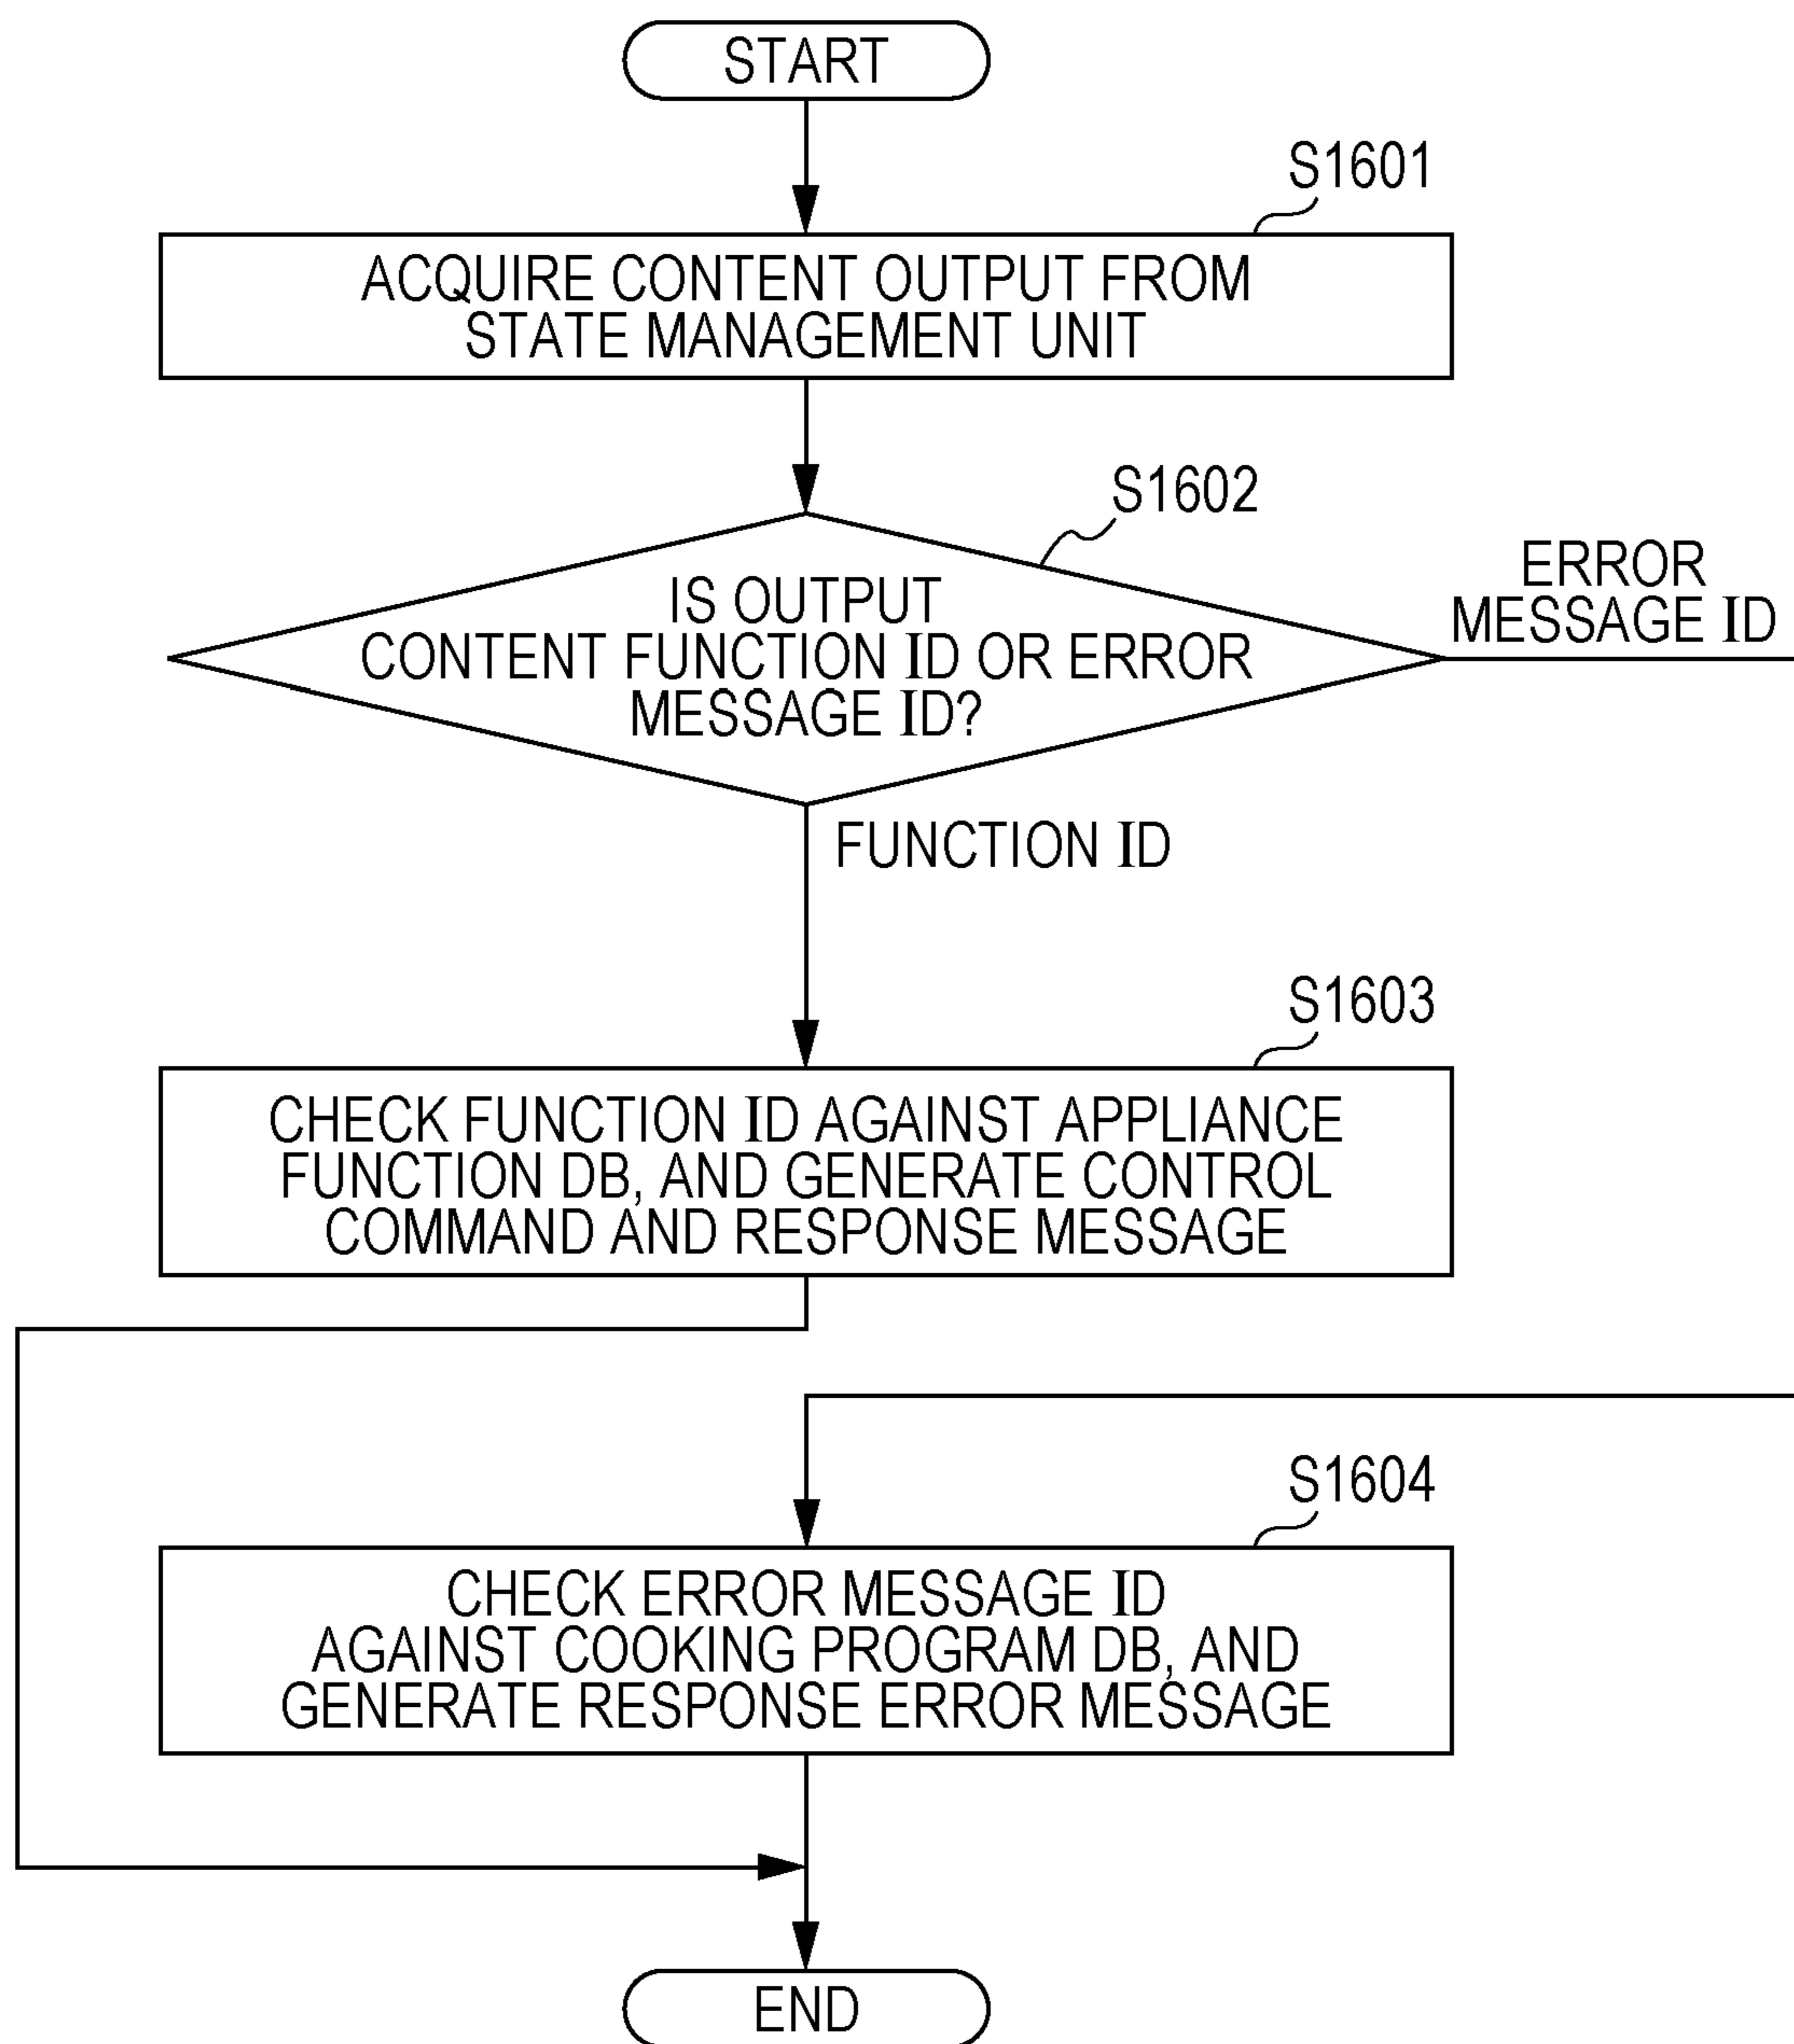 START
S1601
ACQUIRE CONTENT OUTPUT FROM
STATE MANAGEMENT UNIT
S1602
IS OUTPUT
CONTENT FUNCTION ID OR ERROR
MESSAGE ID?
ERROR
MESSAGE ID
FUNCTION ID
S1603
CHECK FUNCTION ID AGAINST APPLIANCE
FUNCTION DB, AND GENERATE CONTROL
COMMAND AND RESPONSE MESSAGE
S1604
CHECK ERROR MESSAGE ID
AGAINST COOKING PROGRAM DB, AND
GENERATE RESPONSE ERROR MESSAGE
END